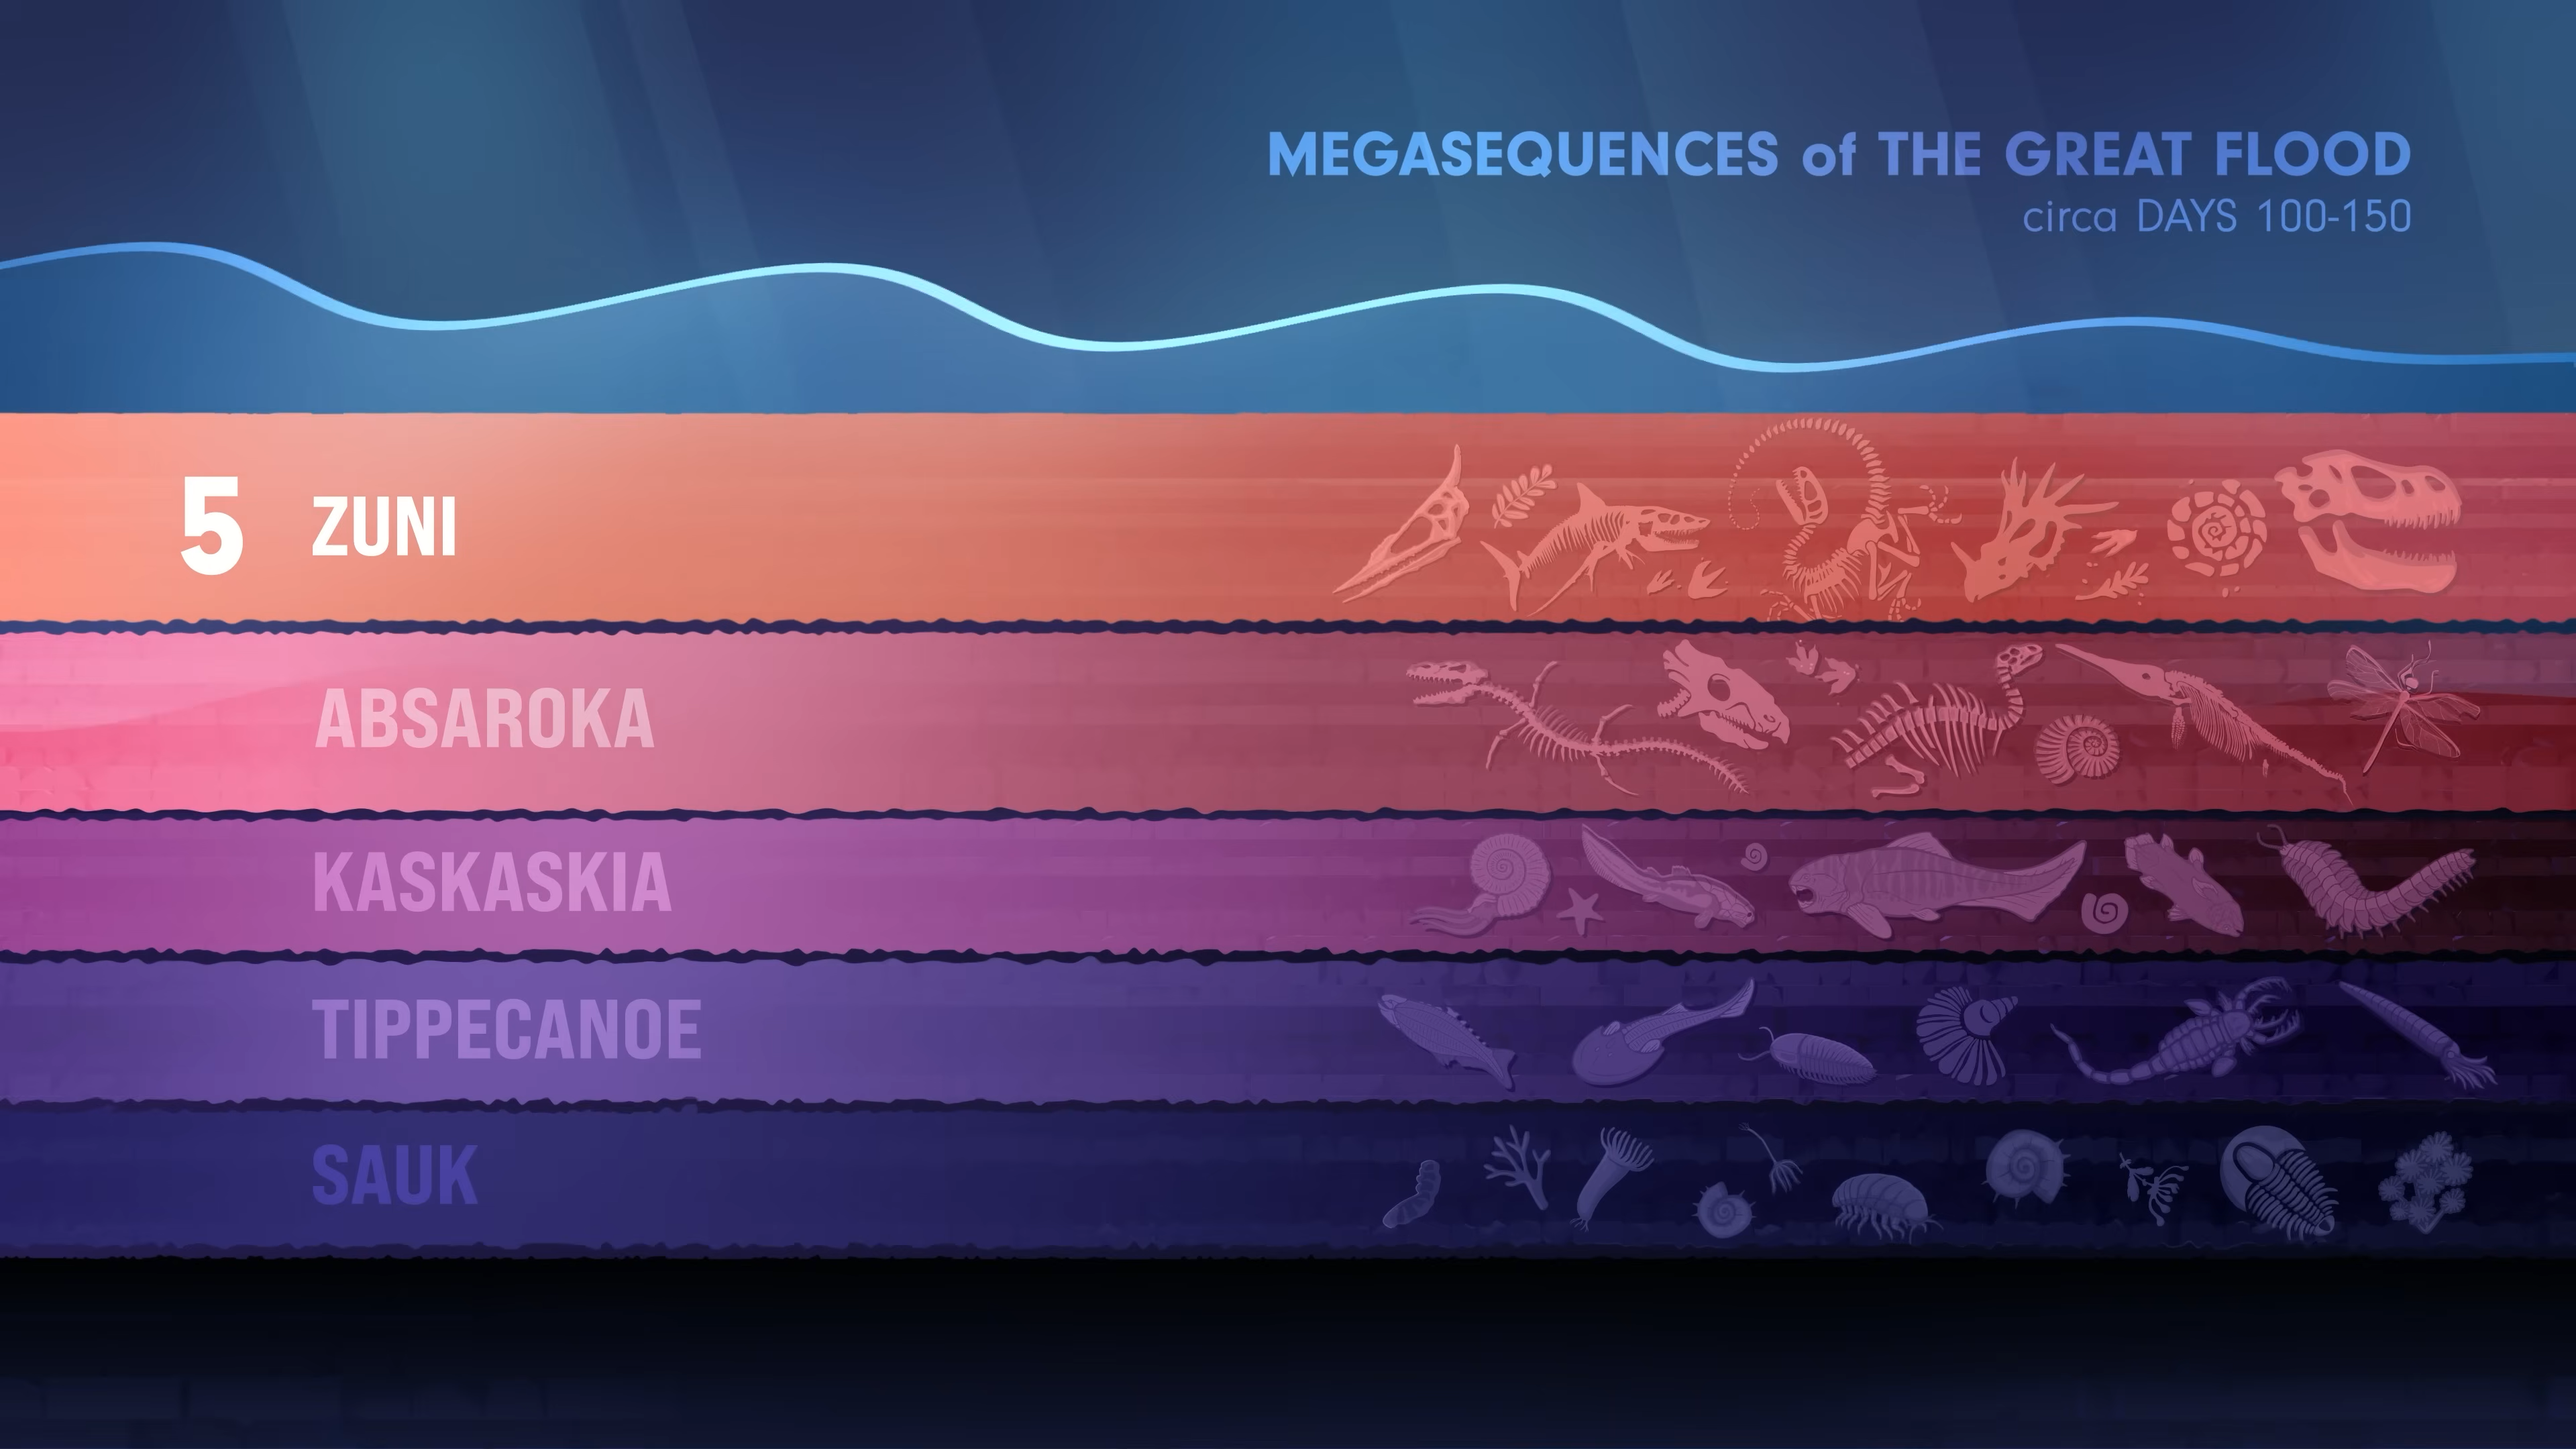 MEGASEQUENCES of THE GREAT FLOOD
circa DAYS 100-150
5 ZUNI
ABSAROKA
KASKASKIA
TIPPECANOE
SAUK